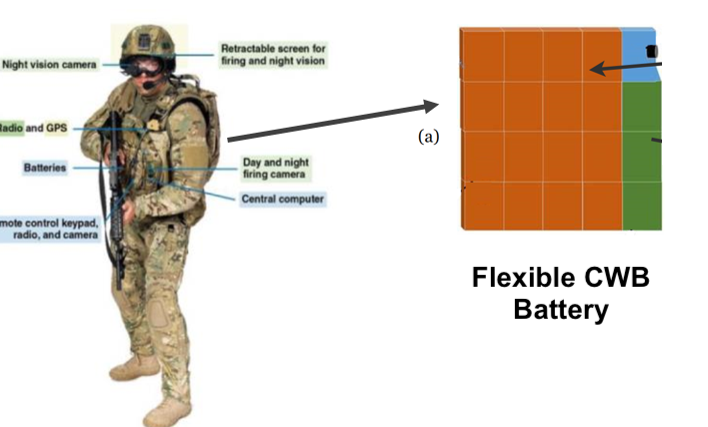 Retractable screen for
firing and night vision
Night vision camera
adio and GPS
(a)
Batteries
Day and night
firing camera
Central computer
mote control keypad,
radio, and camera
Flexible CWB
Battery